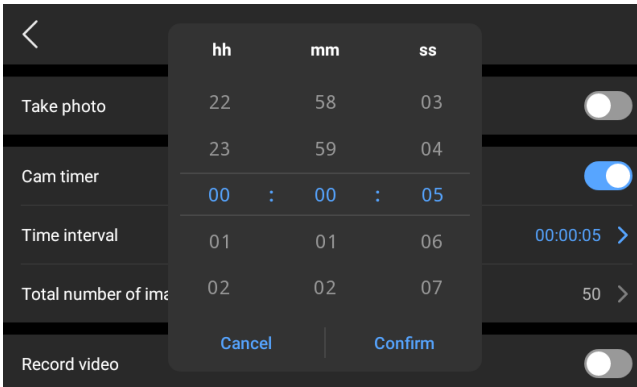 hh mm ss
22 58 03
Take photo
23 59 04
Cam timer
00 : 00 : 05
Time interval
00:00:05
01 01 06
02 02 07
Total number of ima
50
Cancel Confirm
Record video